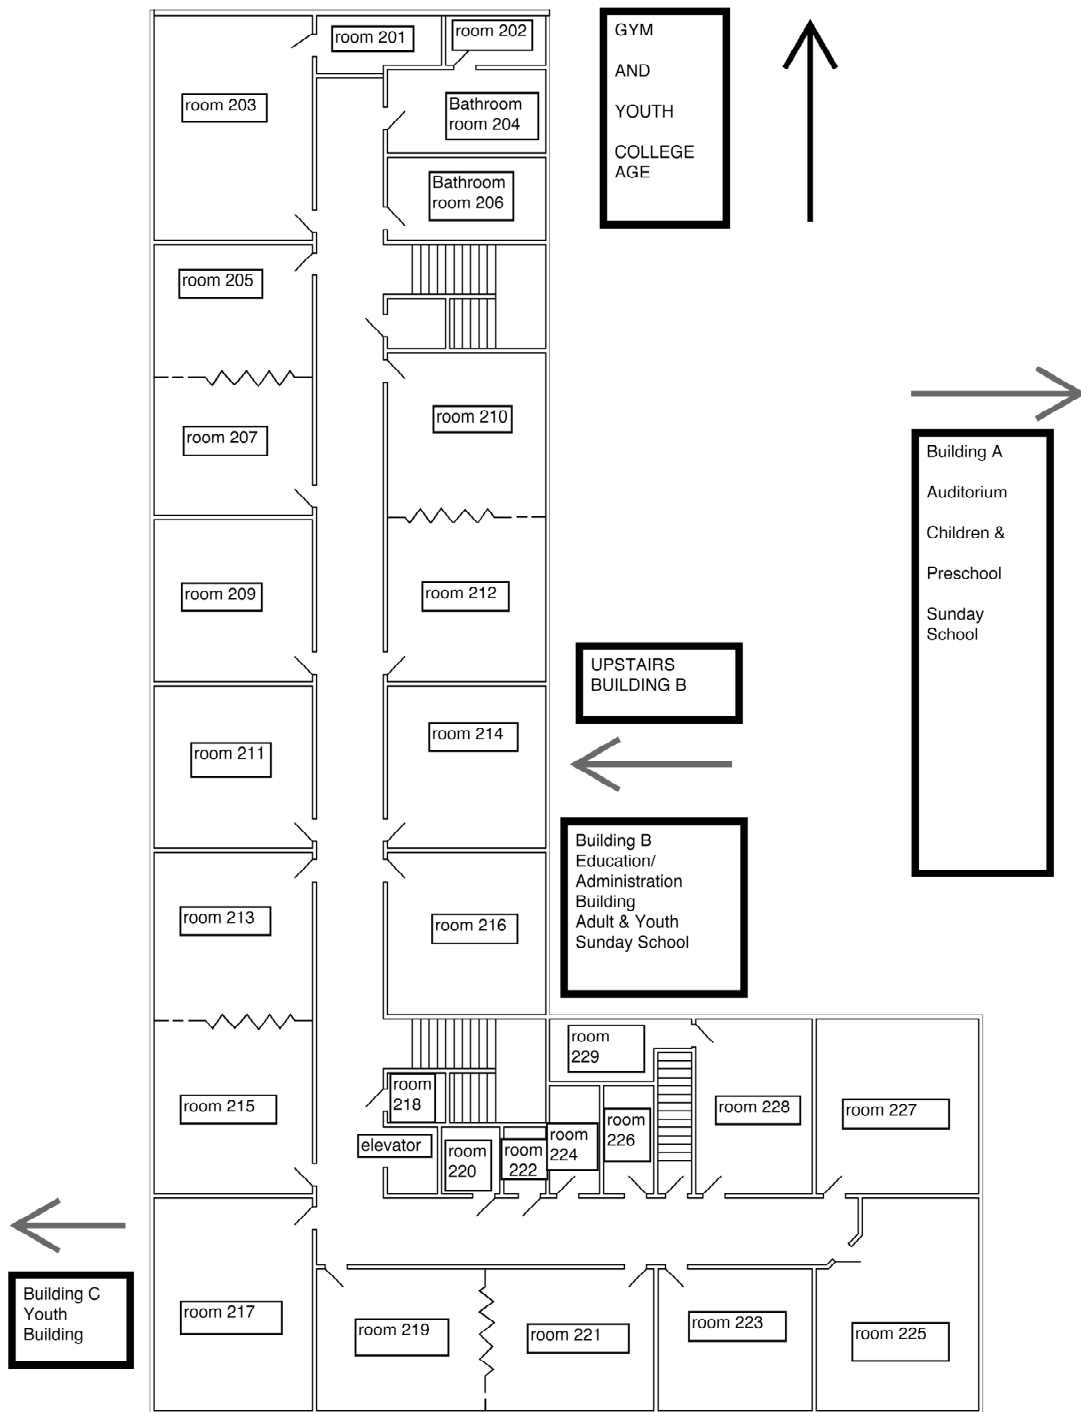 room 201
room 202
room 203
Bathroom
room 204
Bathroom
room 206
room 205
room 207
room 210
room 209
room 212
room 211
room 214
room 213
room 216
room 215
room
218
elevator
room
220
room
222
room
224
room
226
room
229
room 228
room 227
room 217
room 219
room 221
room 223
room 225
GYM
AND
YOUTH
COLLEGE
AGE
Building A
Auditorium
Children &
Preschool
Sunday
School
UPSTAIRS
BUILDING B
Building B
Education/
Administration
Building
Adult & Youth
Sunday School
Building C
Youth
Building